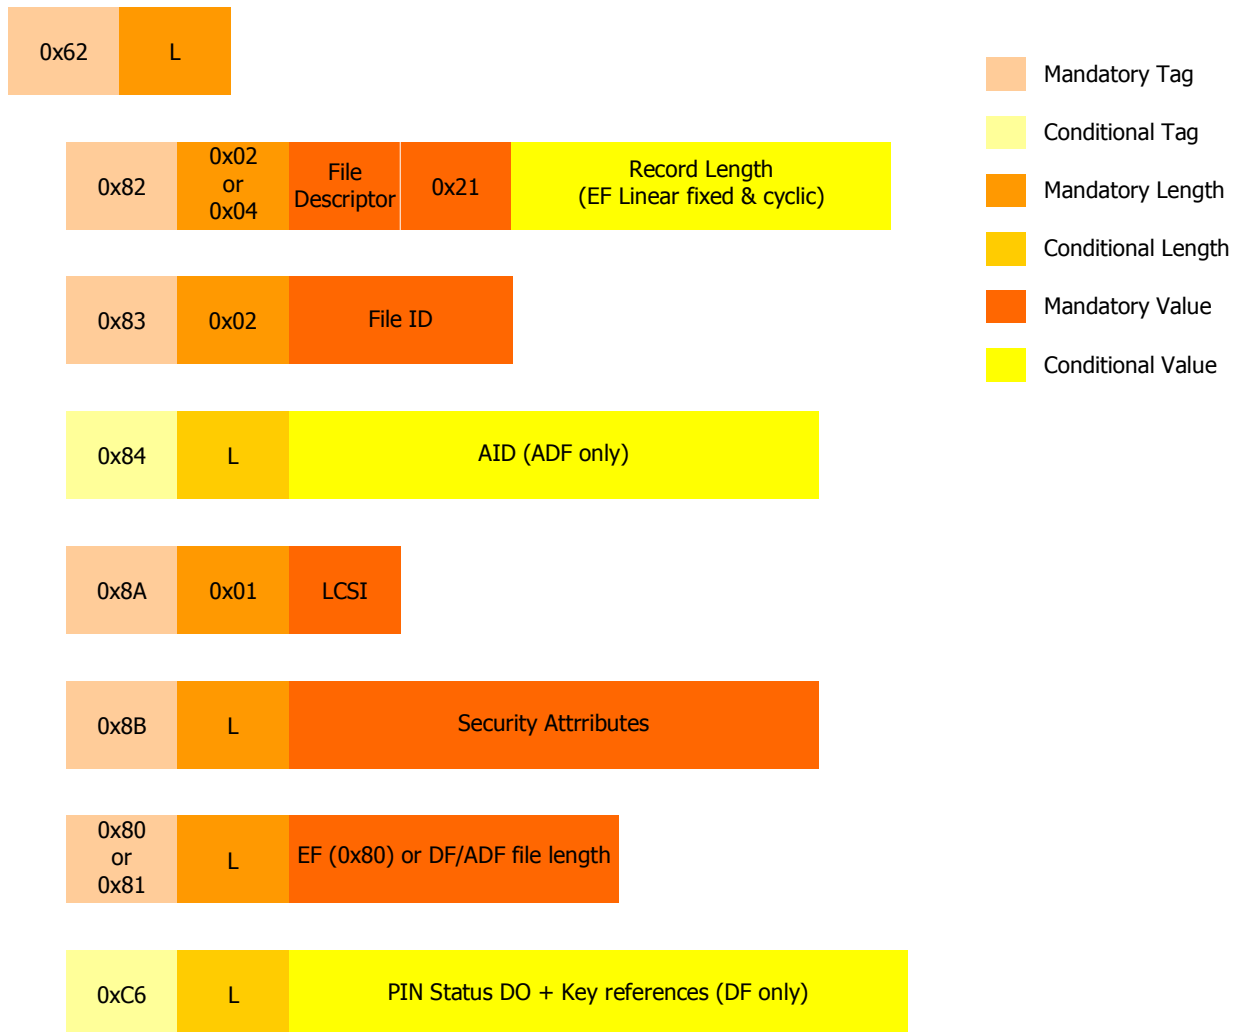 0x62 L
Mandatory Tag
Conditional Tag
Mandatory Length
Conditional Length
Mandatory Value
Conditional Value
0x82
0x02
or
0x04
File
Descriptor
0x21
Record Length
(EF Linear fixed & cyclic)
0x83 0x02 File ID
0x84 L AID (ADF only)
0x8A 0x01 LCSI
0x8B L Security Attrributes
0x80
or
0x81
L
EF (0x80) or DF/ADF file length
0xC6 L PIN Status DO + Key references (DF only)